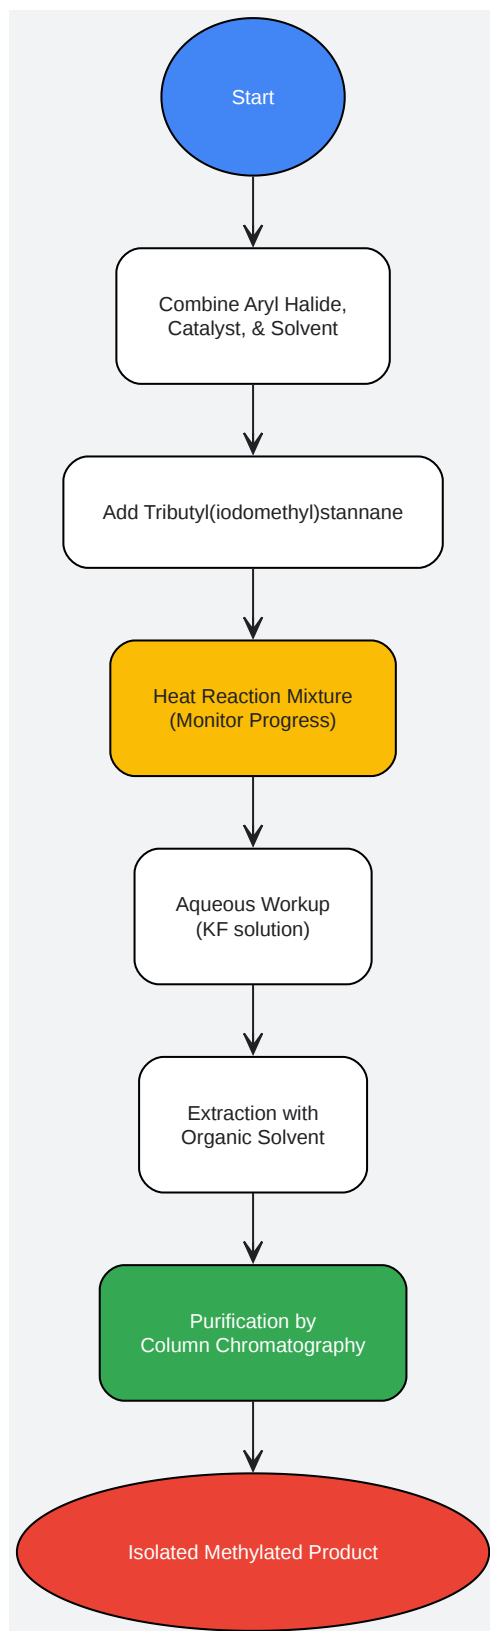 Start
Combine Aryl Halide,
Catalyst, & Solvent
Add Tributyl(iodomethyl)stannane
Heat Reaction Mixture
(Monitor Progress)
Aqueous Workup
(KF solution)
Extraction with
Organic Solvent
Purification by
Column Chromatography
Isolated Methylated Product